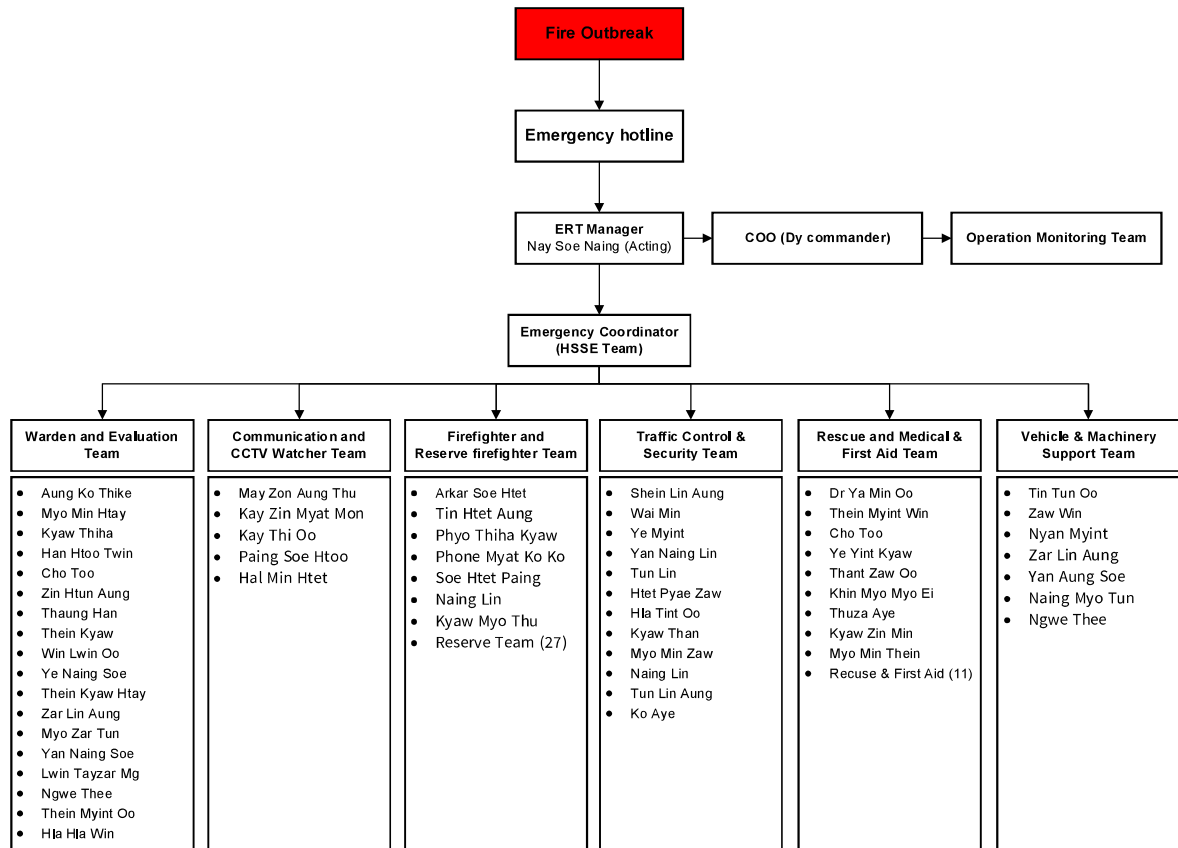 Fire Outbreak
Emergency hotline
ERT Manager
Nay Soe Naing (Acting)
COO (Dy commander)
Operation Monitoring Team
Emergency Coordinator
(HSSE Team)
Warden and Evaluation
Team
• Aung Ko Thike
• Myo Min Htay
• Kyaw Thiha
• Han Htoo Twin
• Cho Too
• Zin Htun Aung
• Thaung Han
• Thein Kyaw
• Win Lwin Oo
• Ye Naing Soe
• Thein Kyaw Htay
• Zar Lin Aung
• Myo Zar Tun
• Yan Naing Soe
• Lwin Tayzar Mg
• Ngwe Thee
• Thein Myint Oo
• Hla Hla Win
Communication and
CCTV Watcher Team
• May Zon Aung Thu
• Kay Zin Myat Mon
• Kay Thi Oo
• Paing Soe Htoo
• Hal Min Htet
Firefighter and
Reserve firefighter Team
• Arkar Soe Htet
• Tin Htet Aung
• Phyo Thiha Kyaw
• Phone Myat Ko Ko
• Soe Htet Paing
• Naing Lin
• Kyaw Myo Thu
• Reserve Team (27)
Traffic Control &
Security Team
• Shein Lin Aung
• Wai Min
• Ye Myint
• Yan Naing Lin
• Tun Lin
• Htet Pyae Zaw
• Hla Tint Oo
• Kyaw Than
• Myo Min Zaw
• Naing Lin
• Tun Lin Aung
• Ko Aye
Rescue and Medical &
First Aid Team
• Dr Ya Min Oo
• Thein Myint Win
• Cho Too
• Ye Yint Kyaw
• Thant Zaw Oo
• Khin Myo Myo Ei
• Thuza Aye
• Kyaw Zin Min
• Myo Min Thein
• Recuse & First Aid (11)
Vehicle & Machinery
Support Team
• Tin Tun Oo
• Zaw Win
• Nyan Myint
• Zar Lin Aung
• Yan Aung Soe
• Naing Myo Tun
• Ngwe Thee